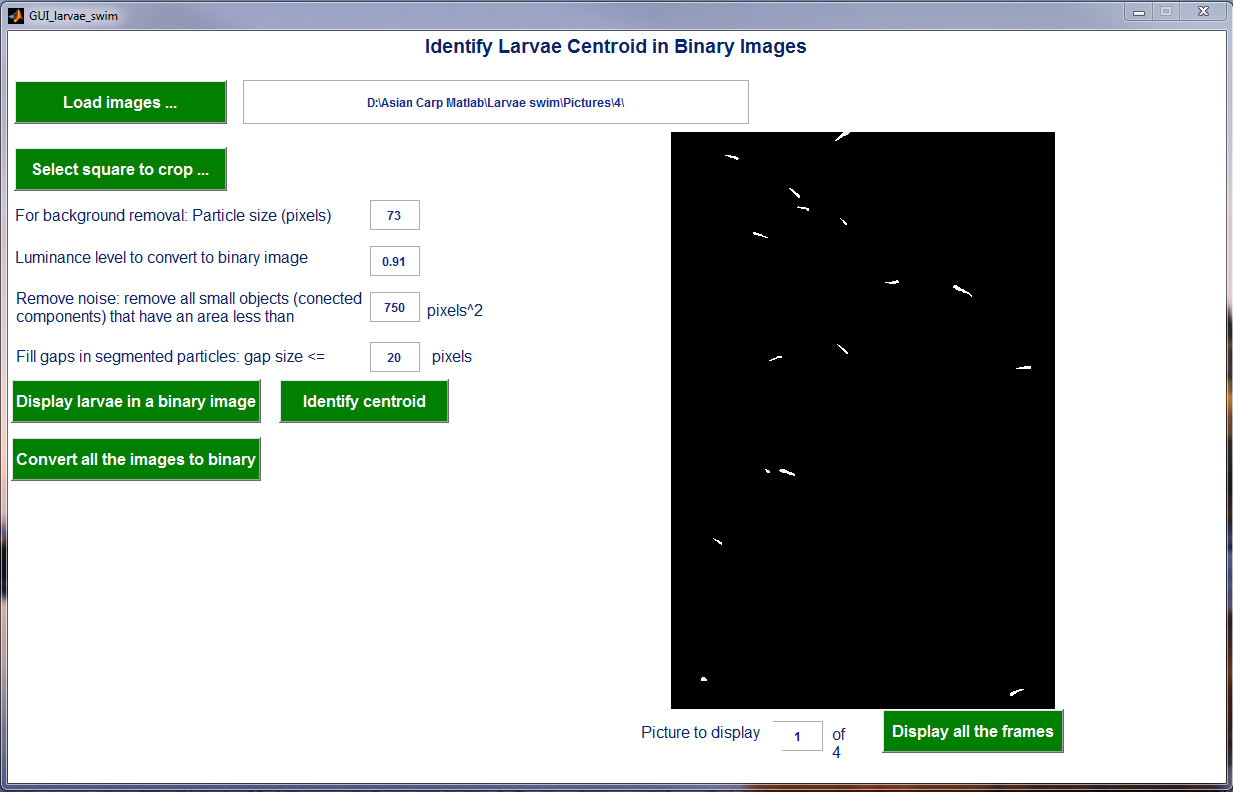 GUI_larvae_swim
Identify Larvae Centroid in Binary Images
Load images ...
D:\Asian Carp Matlab\Larvae swim\Pictures\4\
Select square to crop ...
For background removal: Particle size (pixels)
73
Luminance level to convert to binary image
0.91
Remove noise: remove all small objects (conected
components) that have an area less than
750
pixels^2
Fill gaps in segmented particles: gap size <=
20
pixels
Display larvae in a binary image
Identify centroid
Convert all the images to binary
Picture to display
1
of
4
Display all the frames